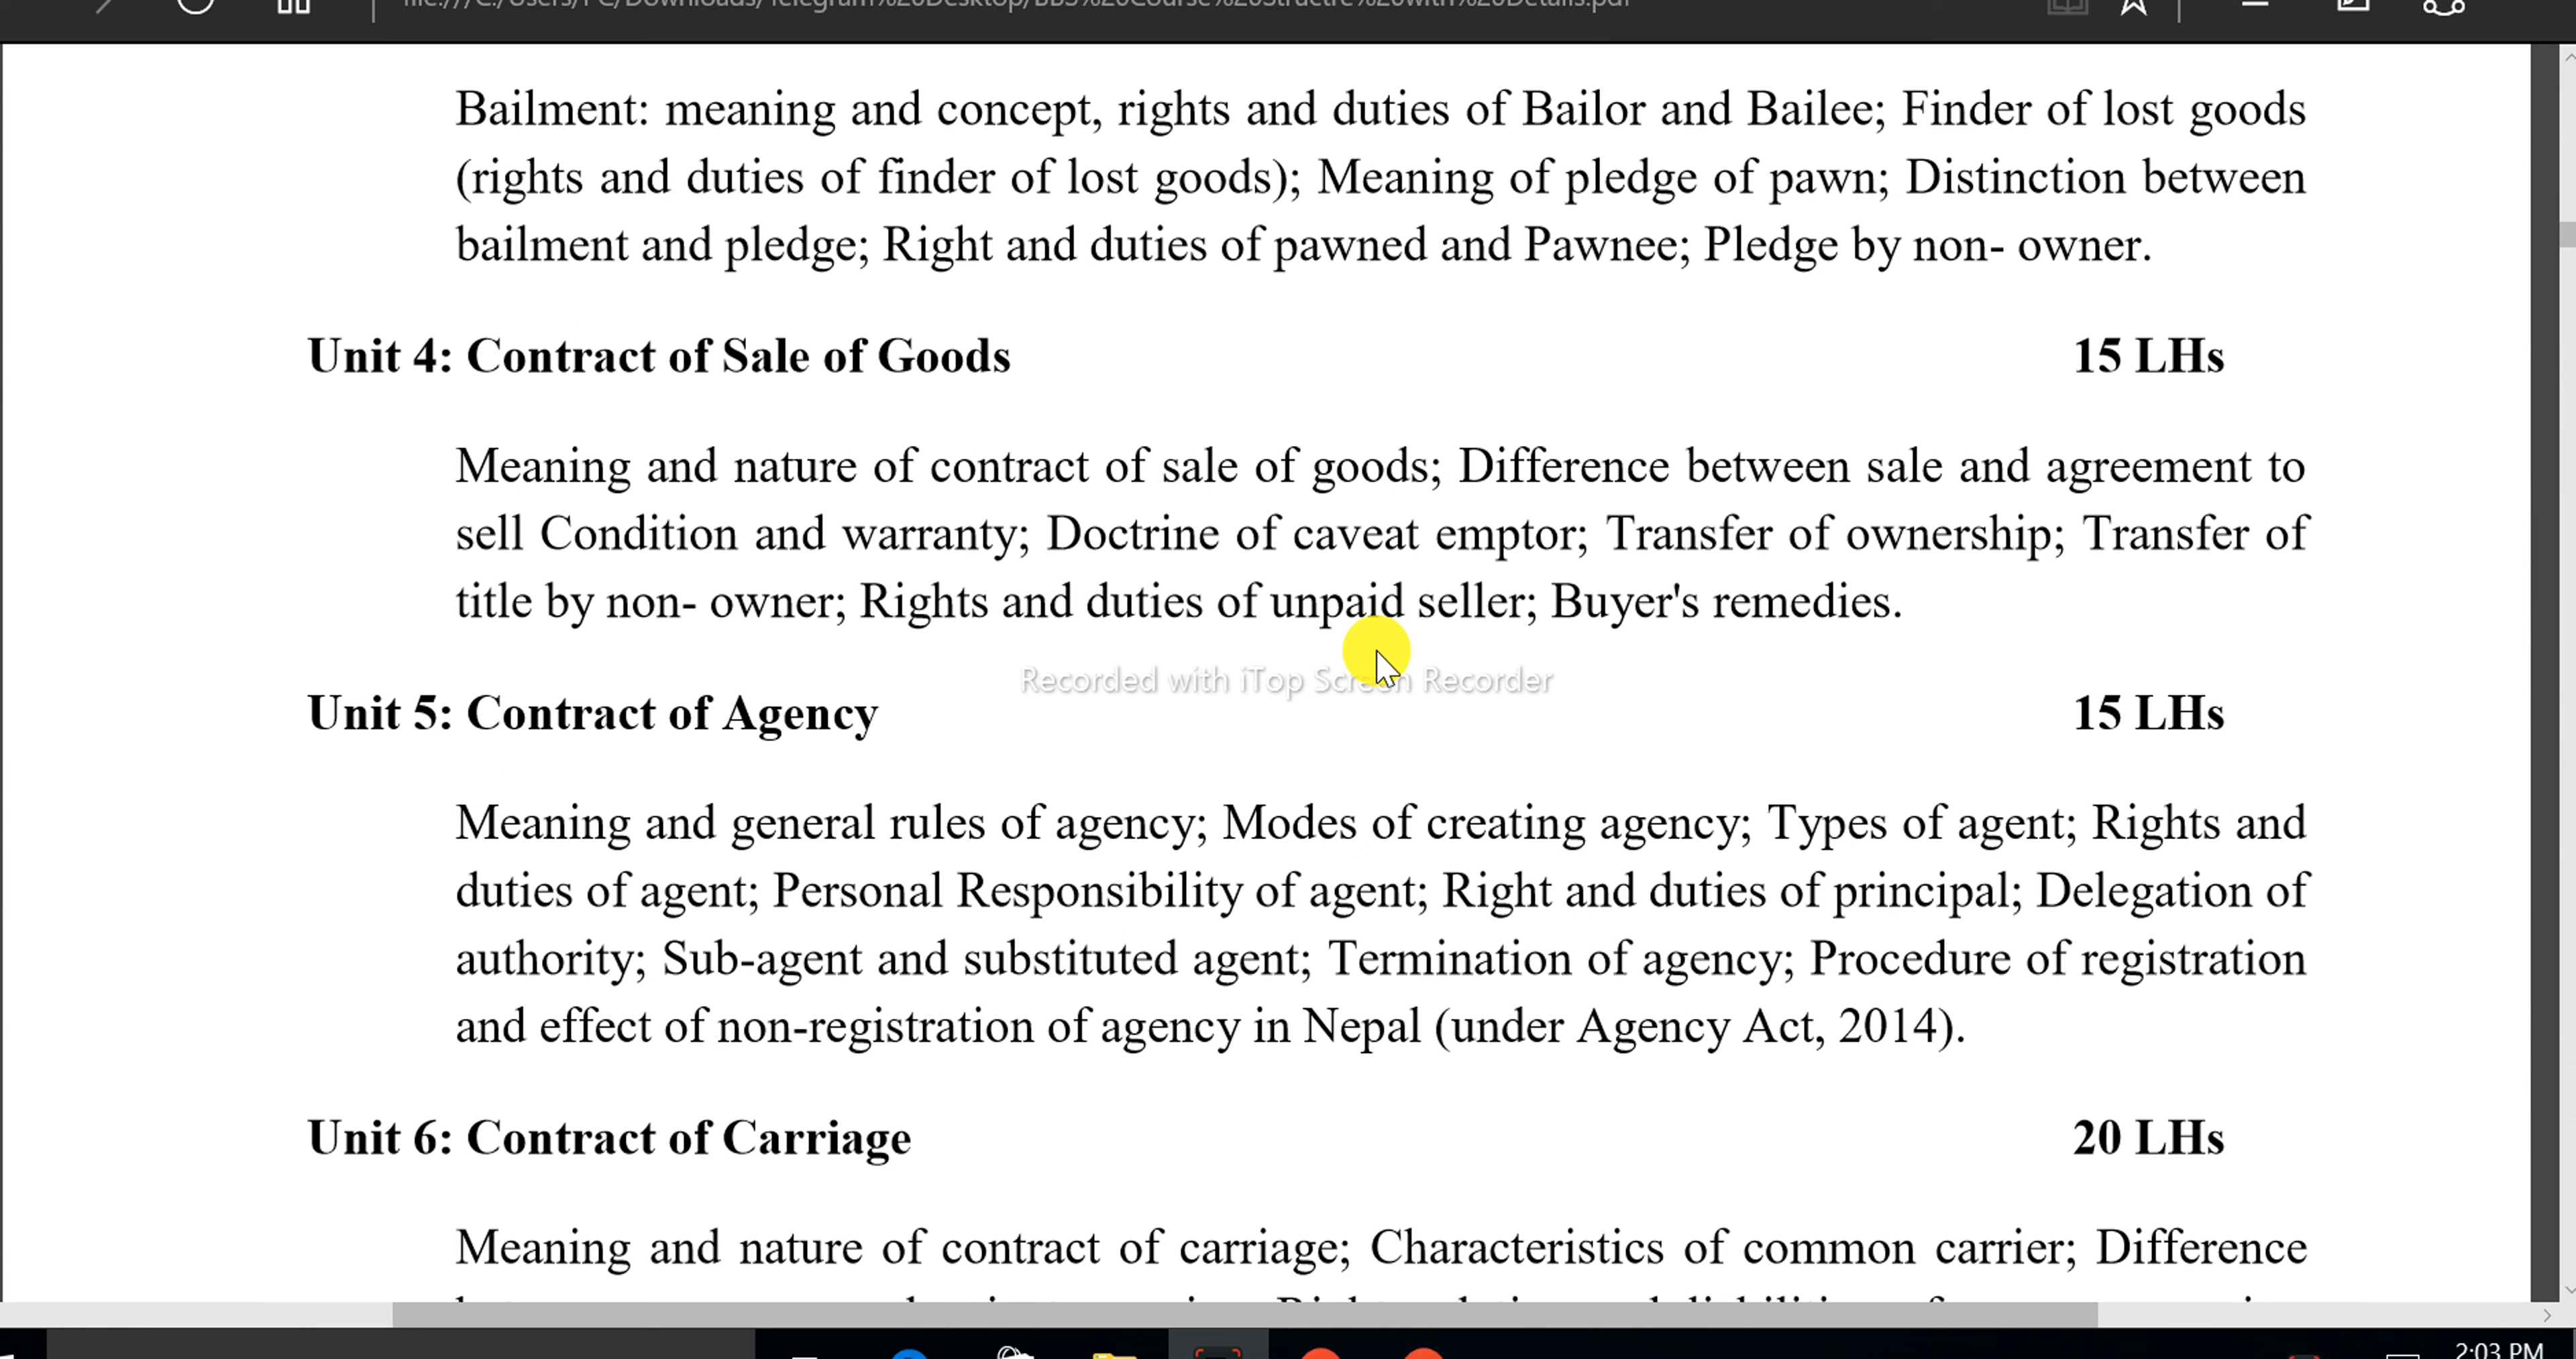 Bailment: meaning and concept, rights and duties of Bailor and Bailee; Finder of lost goods
(rights and duties of finder of lost goods); Meaning of pledge of pawn; Distinction between
bailment and pledge; Right and duties of pawned and Pawnee; Pledge by non- owner.
Unit 4: Contract of Sale of Goods 15 LHs
Meaning and nature of contract of sale of goods; Difference between sale and agreement to
sell Condition and warranty; Doctrine of caveat emptor; Transfer of ownership; Transfer of
title by non- owner; Rights and duties of unpaid seller; Buyer's remedies.
Recorded with iTop Screen Recorder
Unit 5: Contract of Agency 15 LHs
Meaning and general rules of agency; Modes of creating agency; Types of agent; Rights and
duties of agent; Personal Responsibility of agent; Right and duties of principal; Delegation of
authority; Sub-agent and substituted agent; Termination of agency; Procedure of registration
and effect of non-registration of agency in Nepal (under Agency Act, 2014).
Unit 6: Contract of Carriage 20 LHs
Meaning and nature of contract of carriage; Characteristics of common carrier; Difference
2:03 PM